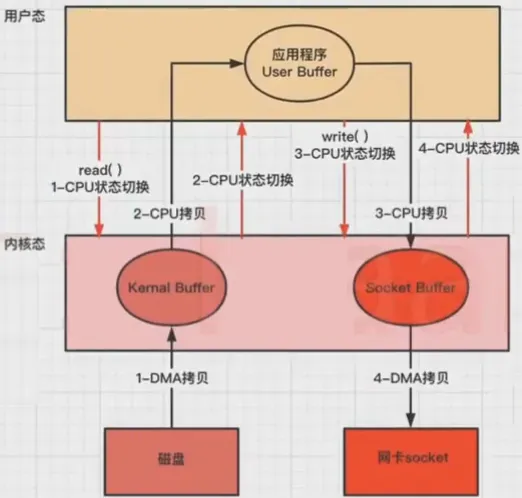 用户态
应用程序
User Buffer
read( )
1-CPU状态切换
2-CPU状态切换
write( )
3-CPU状态切换
4-CPU状态切换
2-CPU拷贝
3-CPU拷贝
内核态
Kernal Buffer
Socket Buffer
1-DMA拷贝
4-DMA拷贝
磁盘
网卡socket